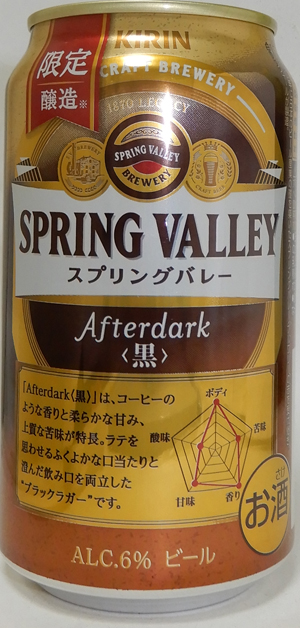 限定
醸造※
KIRIN
CRAFT BREWERY
1870 LEGACY
SPRING VALLEY
BREWERY
SPRING VALLEY
スプリングバレー
Afterdark
〈黒〉
「Afterdark〈黒〉」は、コーヒーの
ような香りと柔らかな甘み、
上質な苦味が特長。ラテを
思わせるふくよかな口当たりと
澄んだ飲み口を両立した
"ブラックラガー"です。
ボディ
酸味
苦味
甘味
香り
さけ
お酒
ALC.6% ビール